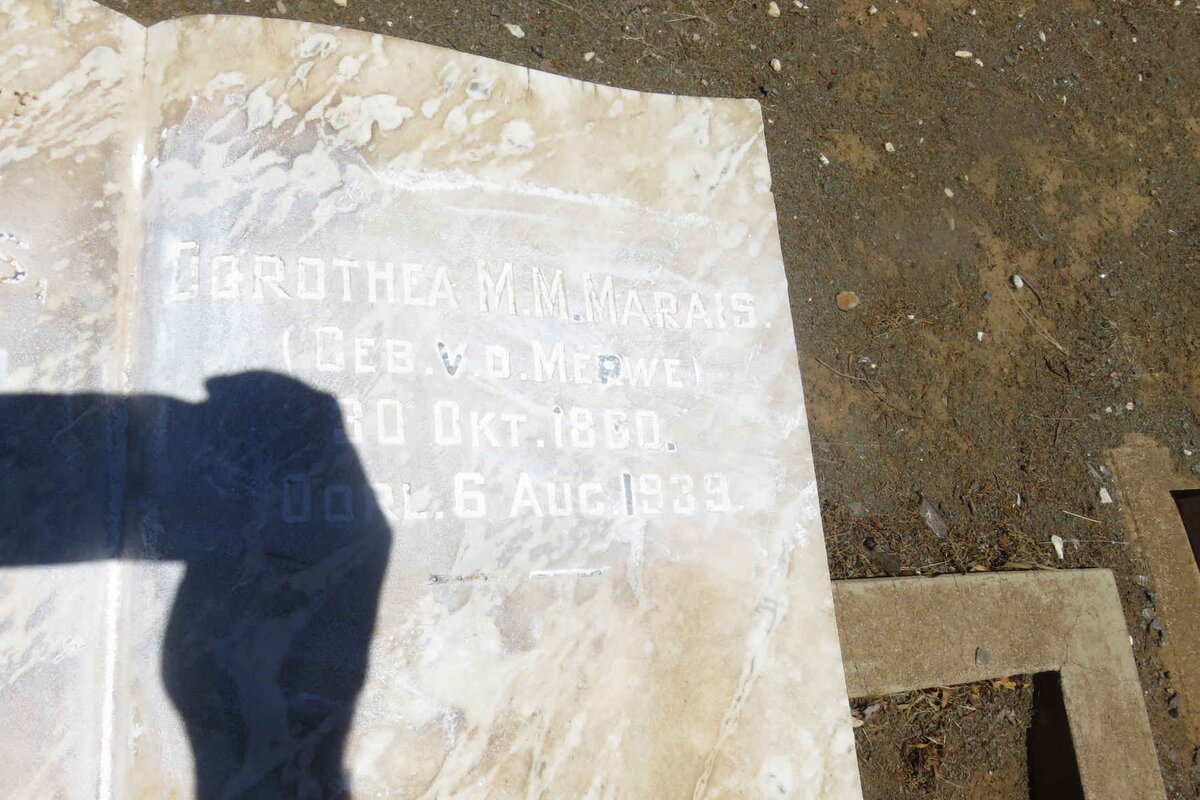 S,
DOROTHEA M.M. MARAIS.
(GEB. V.D. MERWE)
30 OKT. 1860.
OORL. 6 AUG. 1939.